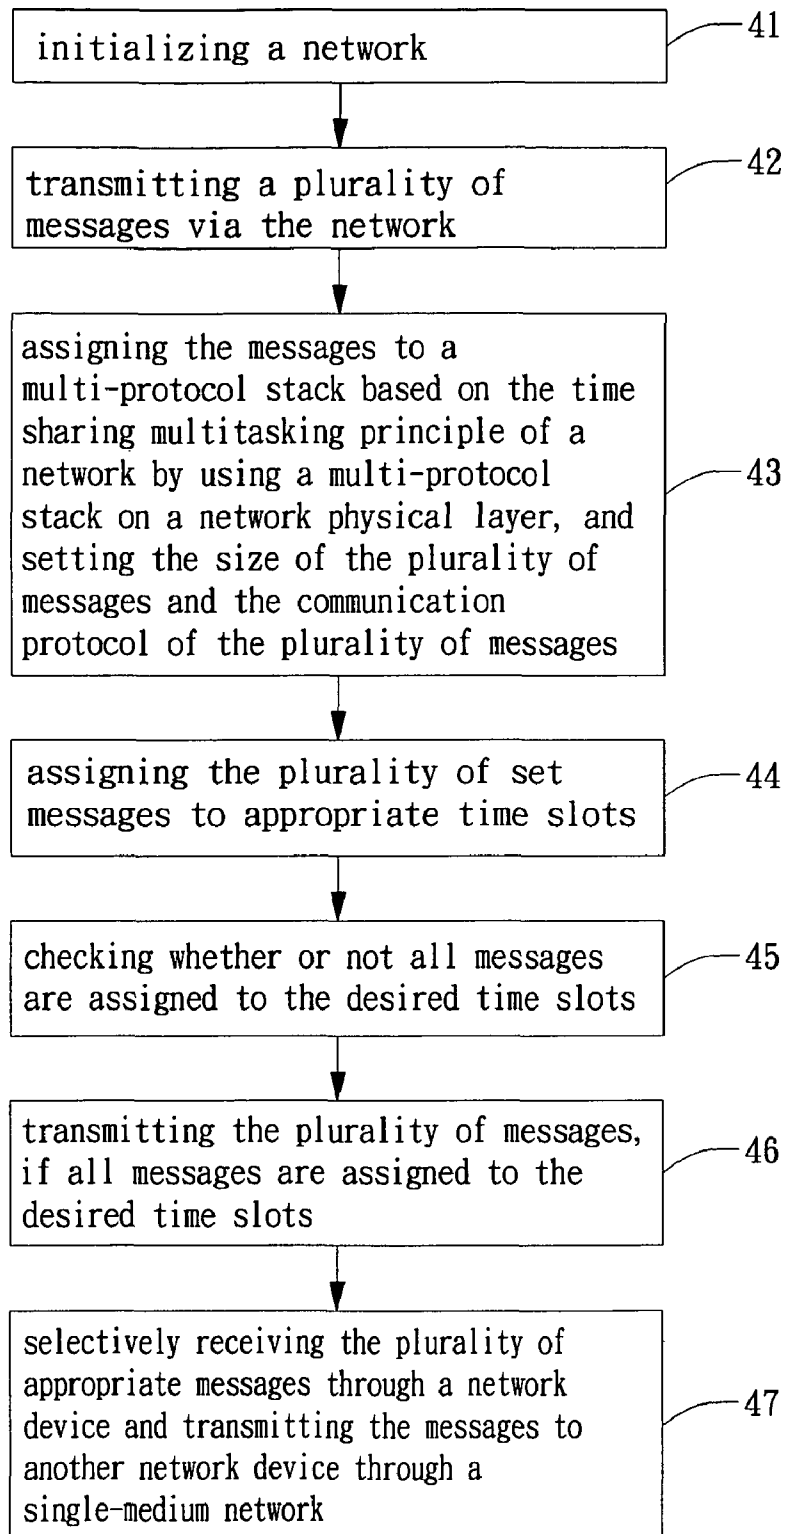 initializing a network
41
transmitting a plurality of
messages via the network
42
assigning the messages to a
multi-protocol stack based on the time
sharing multitasking principle of a
network by using a multi-protocol
stack on a network physical layer, and
setting the size of the plurality of
messages and the communication
protocol of the plurality of messages
43
assigning the plurality of set
messages to appropriate time slots
44
checking whether or not all messages
are assigned to the desired time slots
45
transmitting the plurality of messages,
if all messages are assigned to the
desired time slots
46
selectively receiving the plurality of
appropriate messages through a network
device and transmitting the messages to
another network device through a
single-medium network
47